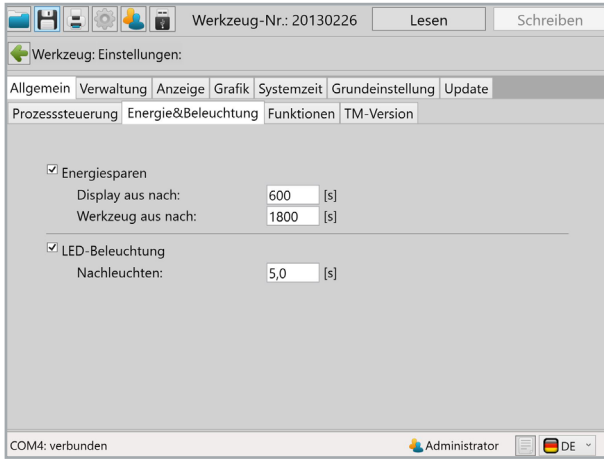 Werkzeug-Nr.: 20130226 Lesen Schreiben
Werkzeug: Einstellungen:
Allgemein Verwaltung Anzeige Grafik Systemzeit Grundeinstellung Update
Prozesssteuerung Energie&Beleuchtung Funktionen TM-Version
Energiesparen
Display aus nach: 600 [s]
Werkzeug aus nach: 1800 [s]
LED-Beleuchtung
Nachleuchten: 5,0 [s]
COM4: verbunden Administrator DE